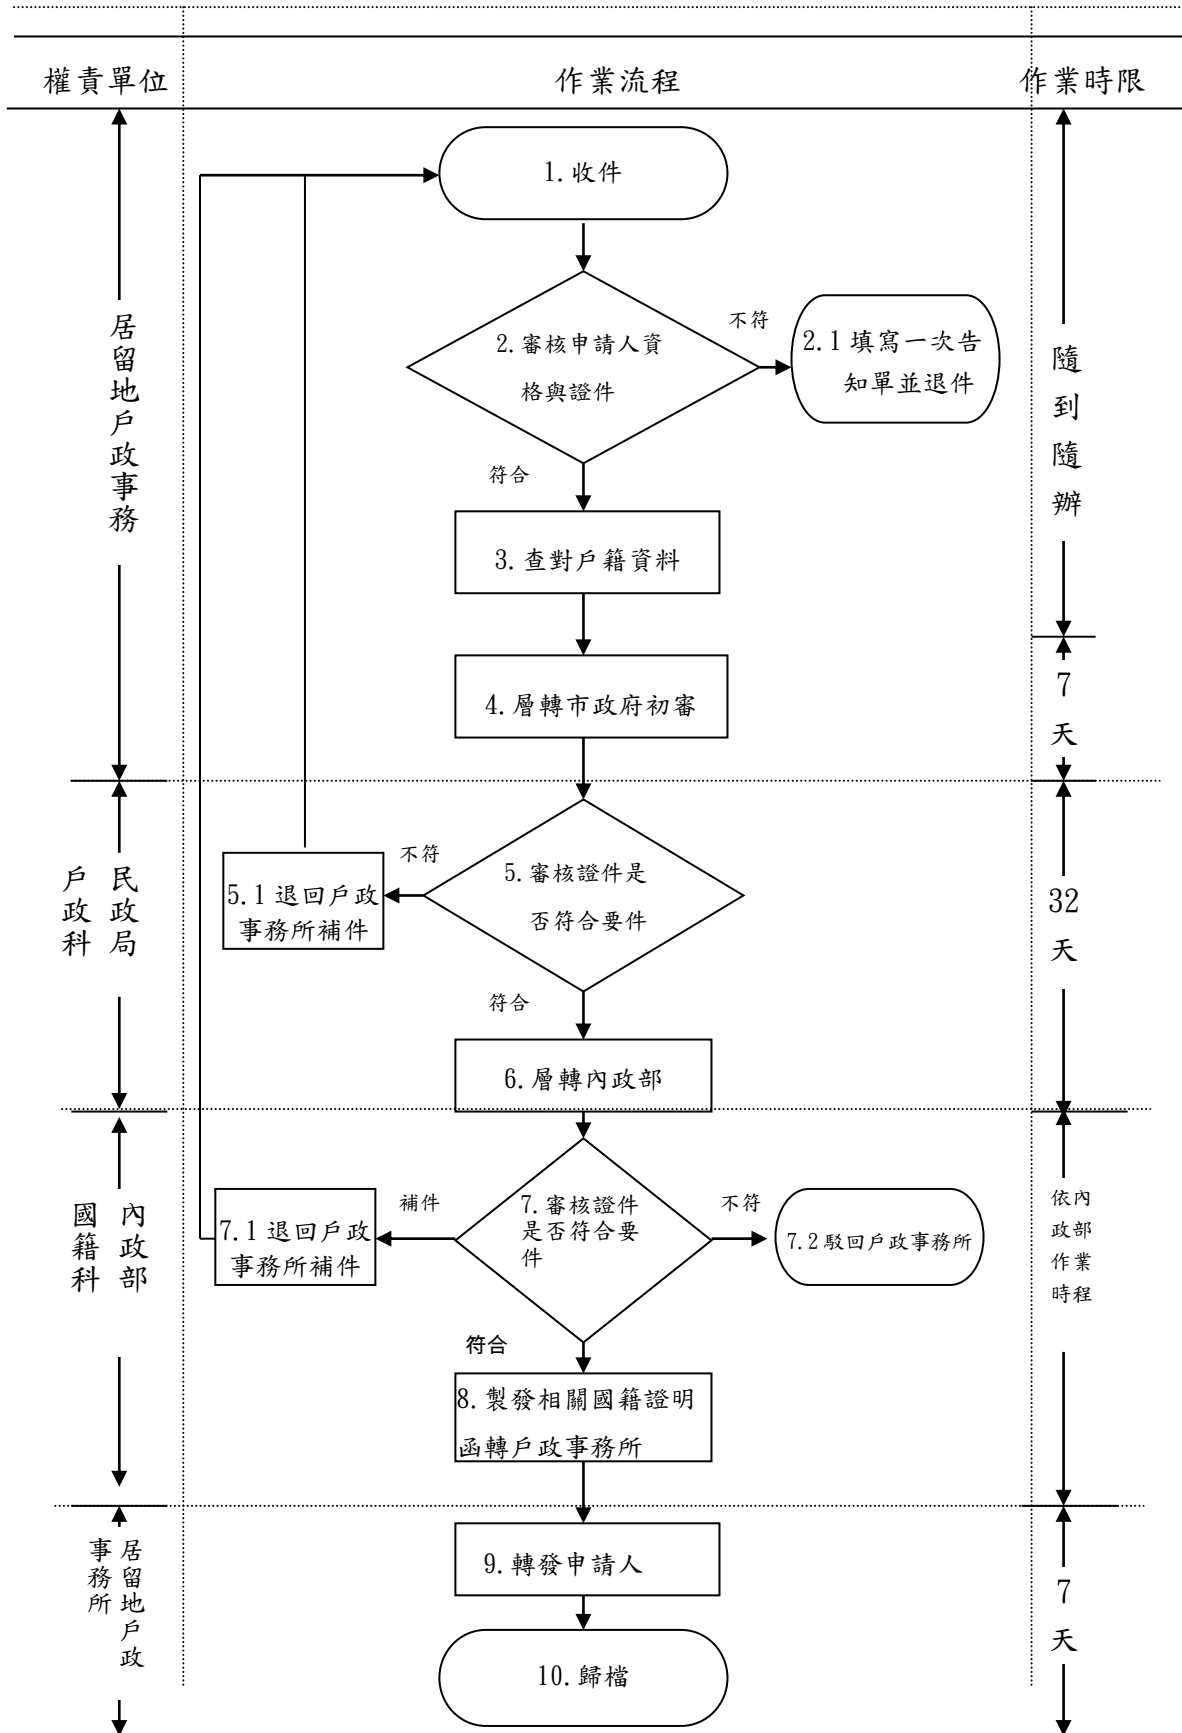 權責單位
作業流程
作業時限
1.收件
2.審核申請人資
格與證件
不符
2.1 填寫一次告
知單並退件
符合
3.查對戶籍資料
4.層轉市政府初審
居留地戶政事務
隨到隨辦
7天
5.審核證件是
否符合要件
不符
5.1 退回戶政
事務所補件
符合
6.層轉內政部
民政局
戶政科
32天
7.審核證件
是否符合要
件
補件
7.1 退回戶政
事務所補件
不符
7.2 駁回戶政事務所
符合
8.製發相關國籍證明
函轉戶政事務所
內政部
國籍科
依內
政部
作業
時程
9.轉發申請人
10.歸檔
居留地戶政
事務所
7天